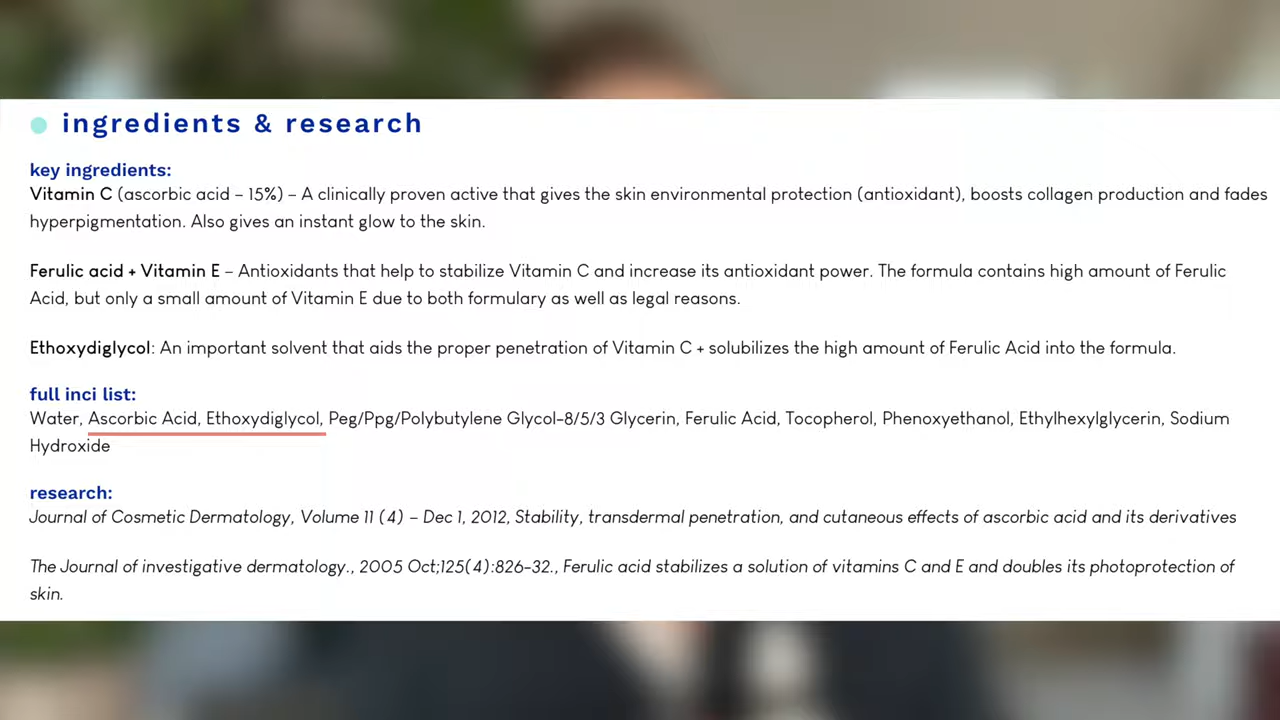 ingredients & research
key ingredients:
Vitamin C (ascorbic acid – 15%) – A clinically proven active that gives the skin environmental protection (antioxidant), boosts collagen production and fades
hyperpigmentation. Also gives an instant glow to the skin.
Ferulic acid + Vitamin E – Antioxidants that help to stabilize Vitamin C and increase its antioxidant power. The formula contains high amount of Ferulic
Acid, but only a small amount of Vitamin E due to both formulary as well as legal reasons.
Ethoxydiglycol: An important solvent that aids the proper penetration of Vitamin C + solubilizes the high amount of Ferulic Acid into the formula.
full inci list:
Water, Ascorbic Acid, Ethoxydiglycol, Peg/Ppg/Polybutylene Glycol-8/5/3 Glycerin, Ferulic Acid, Tocopherol, Phenoxyethanol, Ethylhexylglycerin, Sodium
Hydroxide
research:
Journal of Cosmetic Dermatology, Volume 11 (4) – Dec 1, 2012, Stability, transdermal penetration, and cutaneous effects of ascorbic acid and its derivatives
The Journal of investigative dermatology., 2005 Oct;125(4):826-32., Ferulic acid stabilizes a solution of vitamins C and E and doubles its photoprotection of
skin.